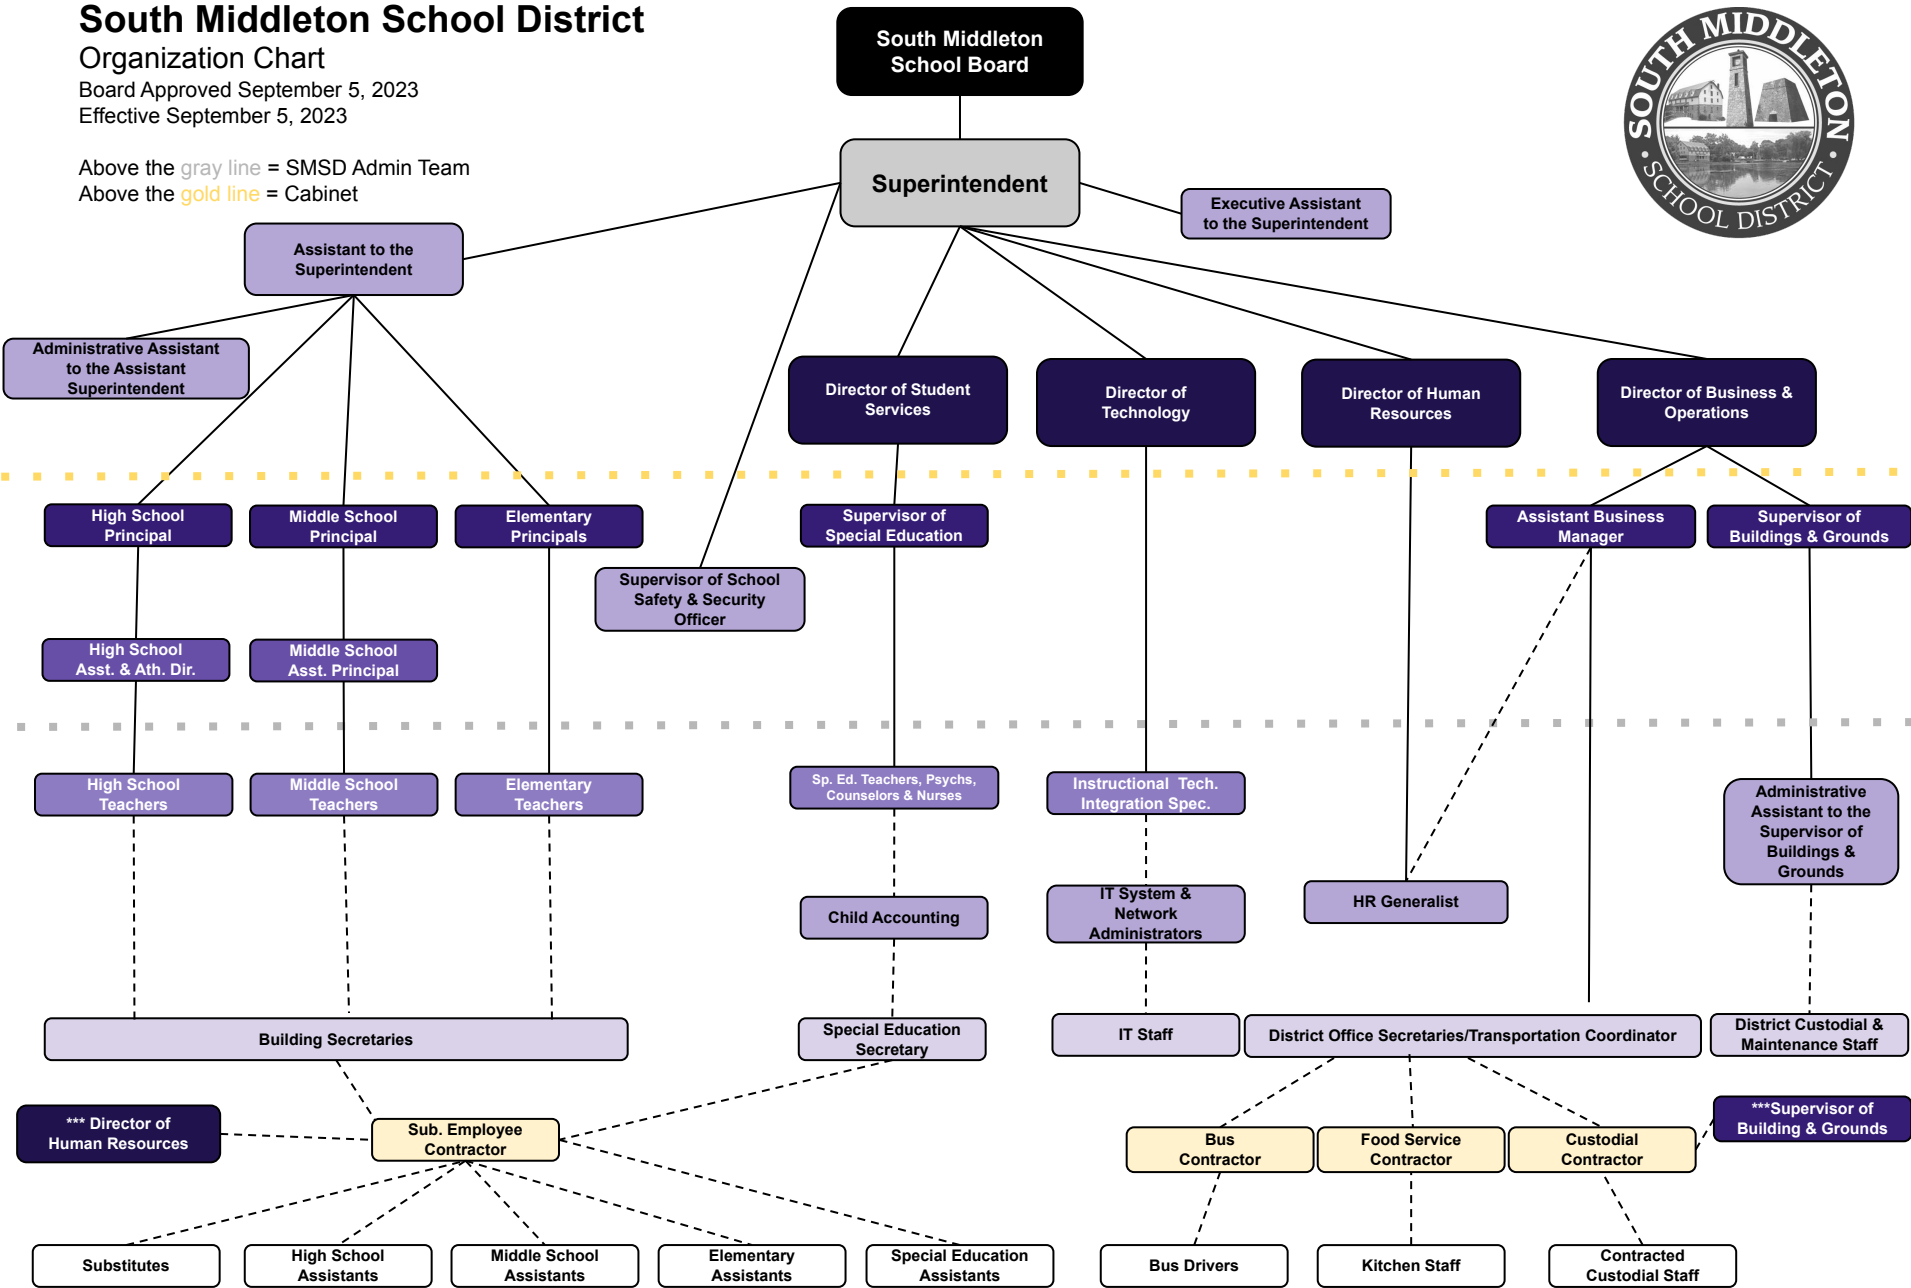 South Middleton School District
Organization Chart
Board Approved September 5, 2023
Effective September 5, 2023
Above the gray line = SMSD Admin Team
Above the gold line = Cabinet
South Middleton
School Board
SOUTH MIDDLETON
• SCHOOL DISTRICT •
Superintendent
Executive Assistant
to the Superintendent
Assistant to the
Superintendent
Administrative Assistant
to the Assistant
Superintendent
Director of Student
Services
Director of
Technology
Director of Human
Resources
Director of Business &
Operations
High School
Principal
Middle School
Principal
Elementary
Principals
Supervisor of
Special Education
Assistant Business
Manager
Supervisor of
Buildings & Grounds
Supervisor of School
Safety & Security
Officer
High School
Asst. & Ath. Dir.
Middle School
Asst. Principal
High School
Teachers
Middle School
Teachers
Elementary
Teachers
Sp. Ed. Teachers, Psychs,
Counselors & Nurses
Instructional Tech.
Integration Spec.
Administrative
Assistant to the
Supervisor of
Buildings &
Grounds
Child Accounting
IT System &
Network
Administrators
HR Generalist
Building Secretaries
Special Education
Secretary
IT Staff
District Office Secretaries/Transportation Coordinator
District Custodial &
Maintenance Staff
*** Director of
Human Resources
Sub. Employee
Contractor
Bus
Contractor
Food Service
Contractor
Custodial
Contractor
***Supervisor of
Building & Grounds
Substitutes
High School
Assistants
Middle School
Assistants
Elementary
Assistants
Special Education
Assistants
Bus Drivers
Kitchen Staff
Contracted
Custodial Staff